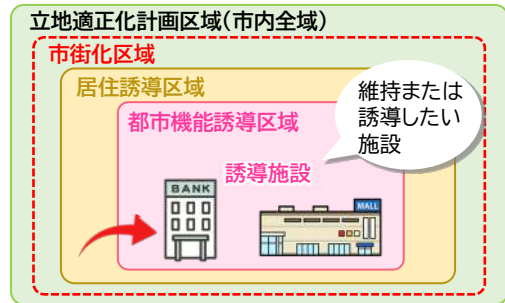 立地適正化計画区域(市内全域)
市街化区域
居住誘導区域
都市機能誘導区域
維持または
誘導したい
施設
誘導施設
BANK
MALL